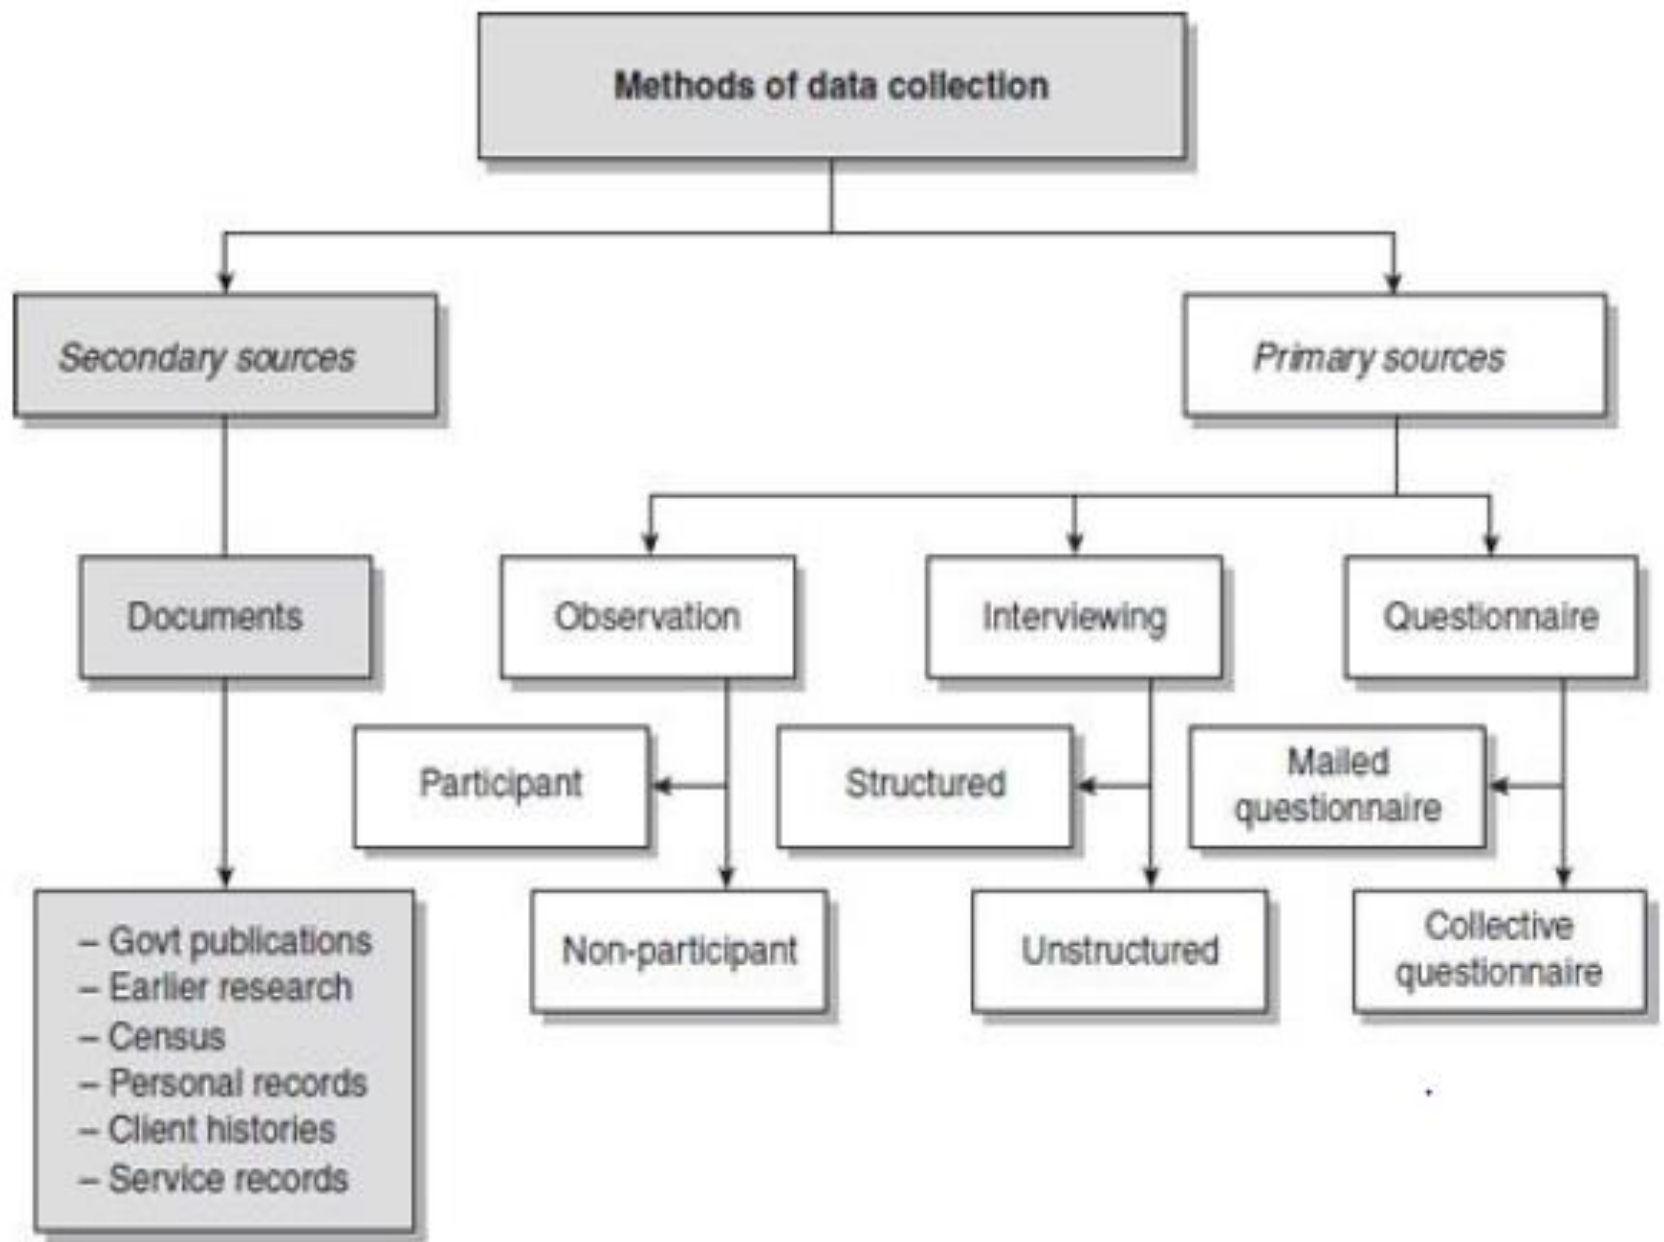 Methods of data collection
Secondary sources
Primary sources
Documents
Observation
Interviewing
Questionnaire
Participant
Structured
Mailed
questionnaire
Non-participant
Unstructured
Collective
questionnaire
– Govt publications
– Earlier research
– Census
– Personal records
– Client histories
– Service records